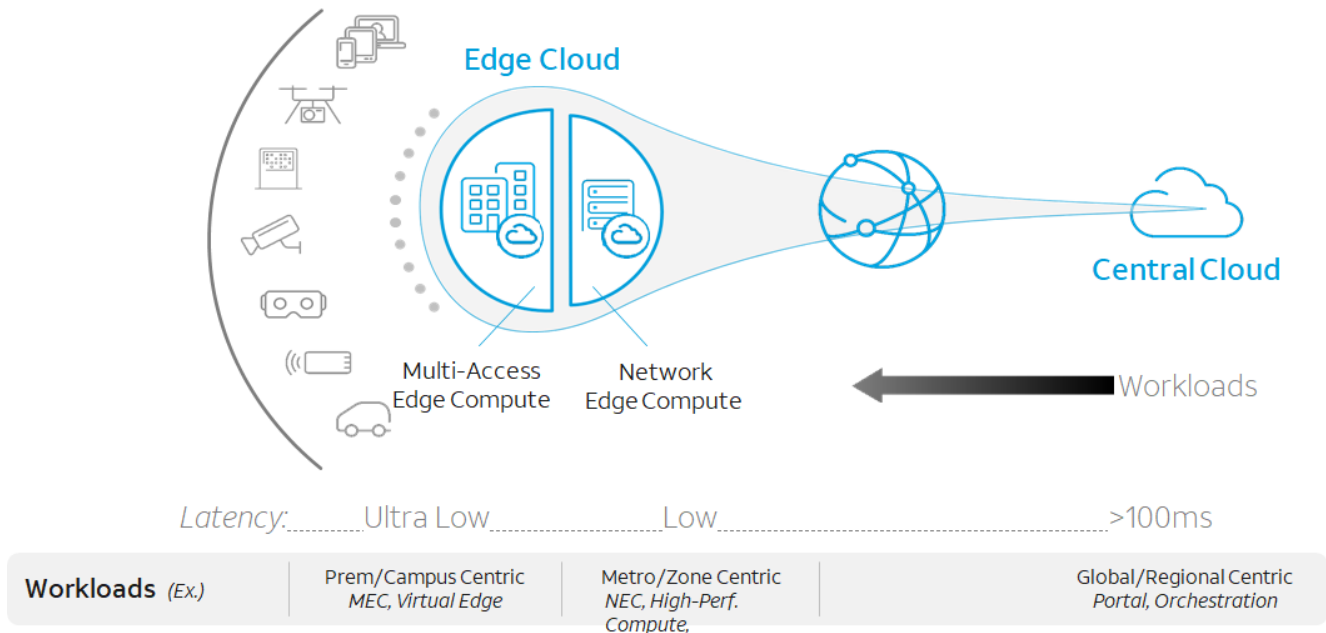 Edge Cloud
Central Cloud
Multi-Access
Edge Compute
Network
Edge Compute
Workloads
Latency: Ultra Low Low >100ms
Workloads (Ex.)
Prem/Campus Centric
MEC, Virtual Edge
Metro/Zone Centric
NEC, High-Perf.
Compute,
Global/Regional Centric
Portal, Orchestration